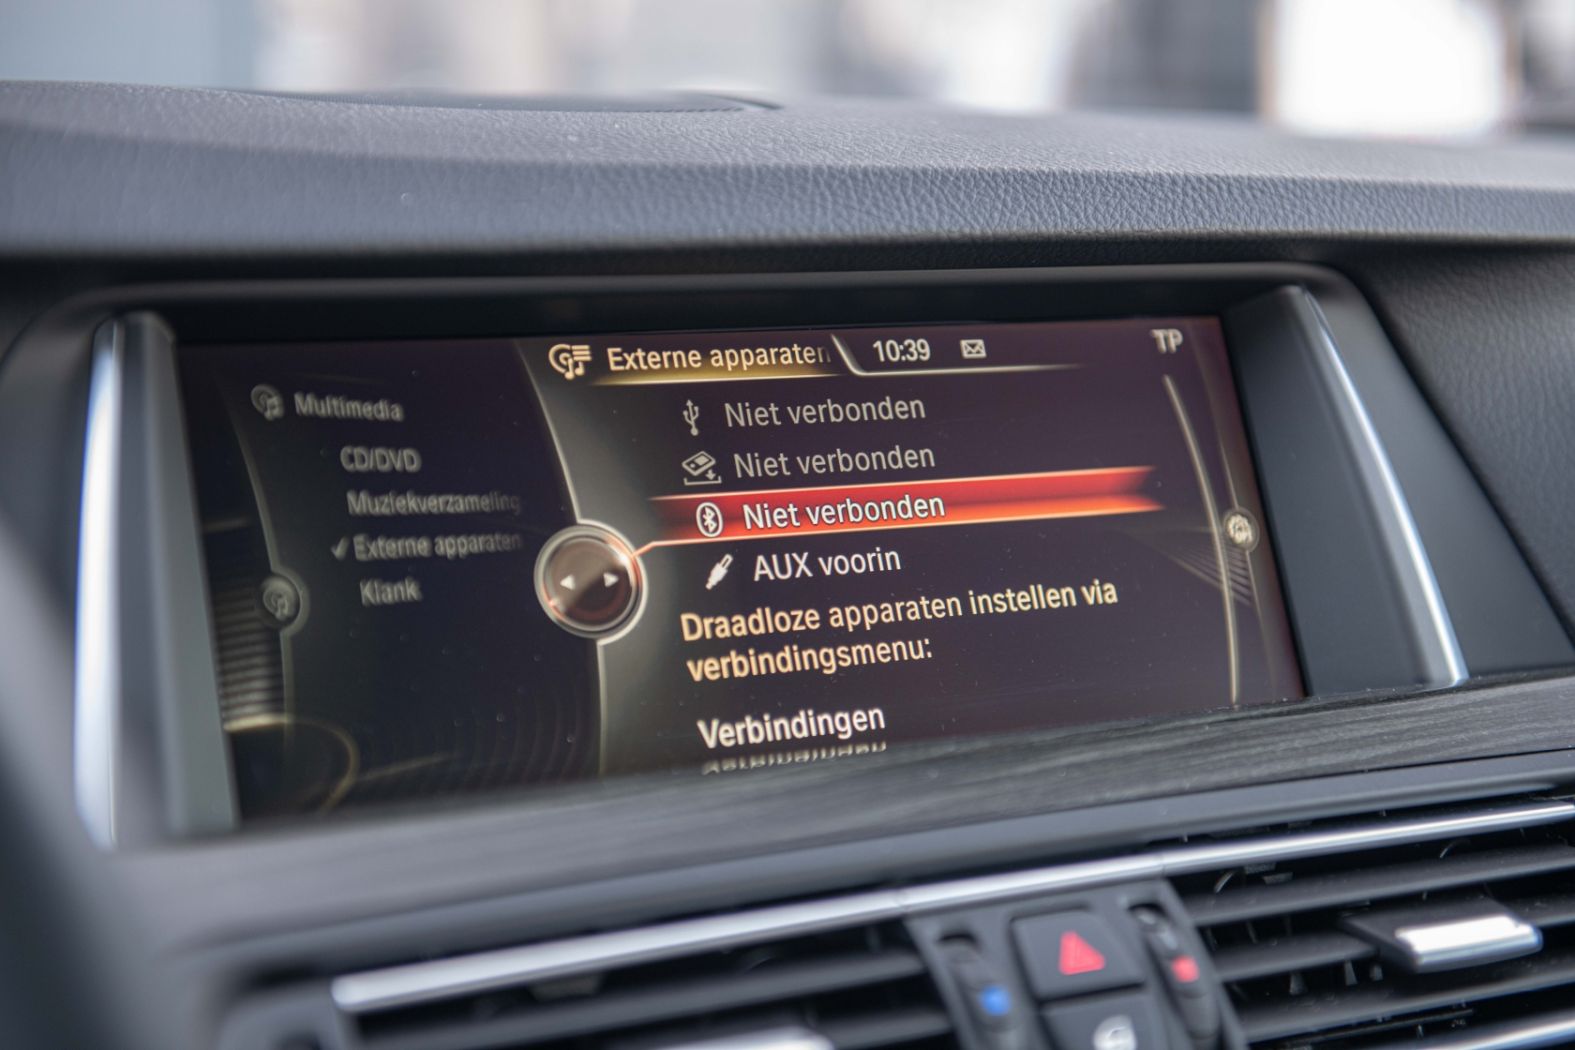 Externe apparaten
10:39
TP
Multimedia
CD/DVD
Muziekverzameling
Externe apparaten
Klank
Niet verbonden
Niet verbonden
Niet verbonden
AUX voorin
Draadloze apparaten instellen via
verbindingsmenu:
Verbindingen